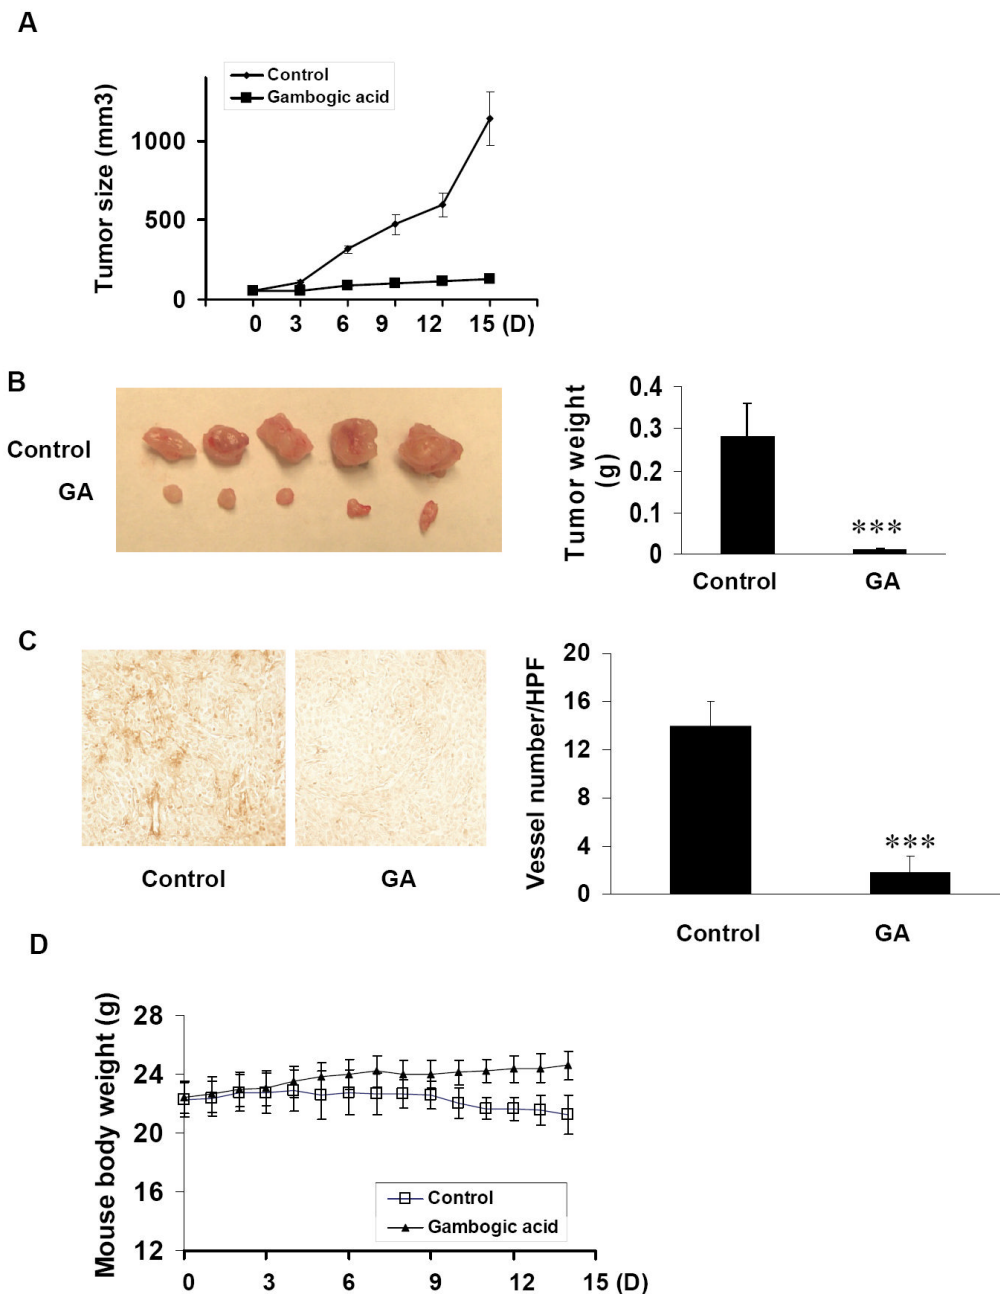 A
Control
Gambogic acid
Tumor size (mm3)
1000
500
0
0 3 6 9 12 15 (D)
B
Control
GA
Tumor weight
(g)
0.4
0.3
0.2
0.1
0
***
Control GA
C
Control GA
Vessel number/HPF
20
16
12
8
4
0
***
Control GA
D
Mouse body weight (g)
28
24
20
16
12
Control
Gambogic acid
0 3 6 9 12 15 (D)